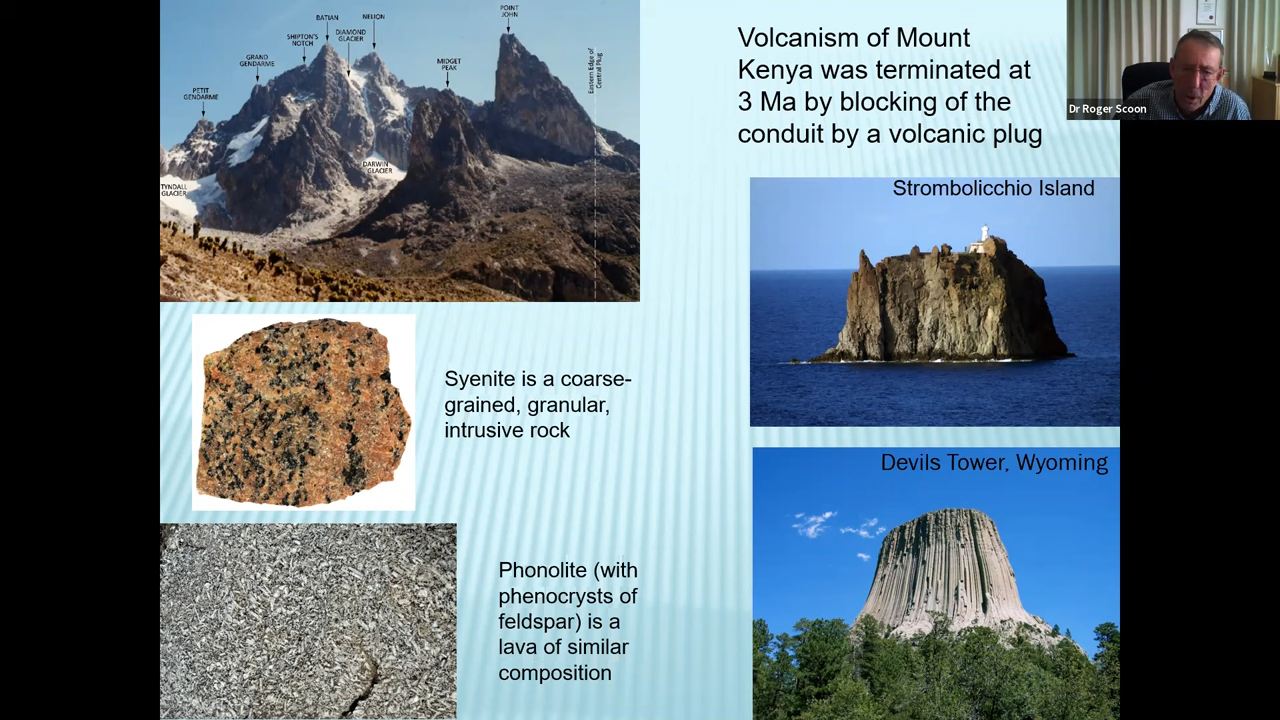 BATIAN
NELION
POINT
JOHN
SHIPTON'S
NOTCH
DIAMOND
GLACIER
GRAND
GENDARME
MIDGET
PEAK
Eastern Edge of
Central Plug
PETIT
GENDARME
DARWIN
GLACIER
TYNDALL
GLACIER
Volcanism of Mount
Kenya was terminated at
3 Ma by blocking of the
conduit by a volcanic plug
Dr Roger Scoon
Strombolicchio Island
Syenite is a coarse-
grained, granular,
intrusive rock
Devils Tower, Wyoming
Phonolite (with
phenocrysts of
feldspar) is a
lava of similar
composition